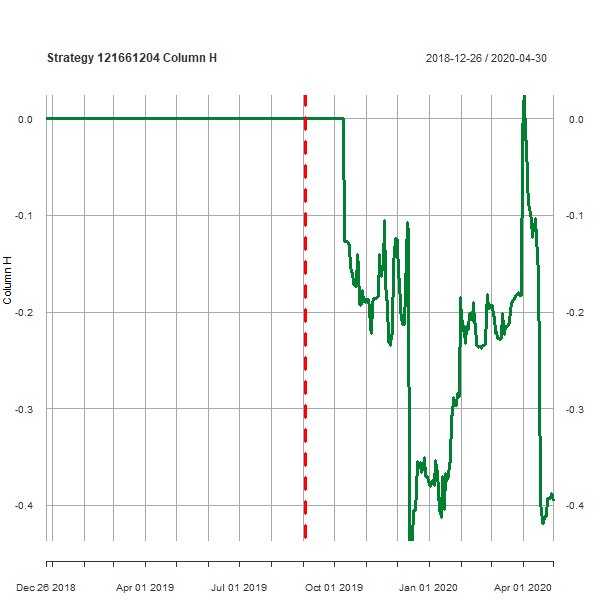 Strategy 121661204 Column H
2018-12-26 / 2020-04-30
0.0
0.0
-0.1
-0.1
-0.2
-0.2
-0.3
-0.3
-0.4
-0.4
Column H
Dec 26 2018
Apr 01 2019
Jul 01 2019
Oct 01 2019
Jan 01 2020
Apr 01 2020